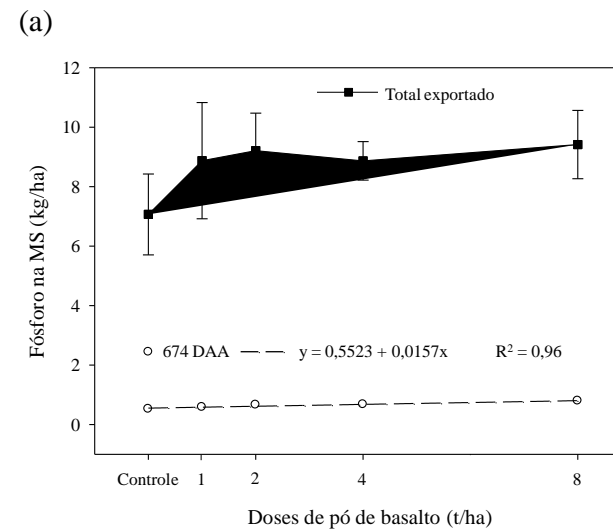 (a)
12
10
8
6
4
2
0
Fósforo na MS (kg/ha)
Total exportado
674 DAA y = 0,5523 + 0,0157x R² = 0,96
Controle 1 2 4 8
Doses de pó de basalto (t/ha)